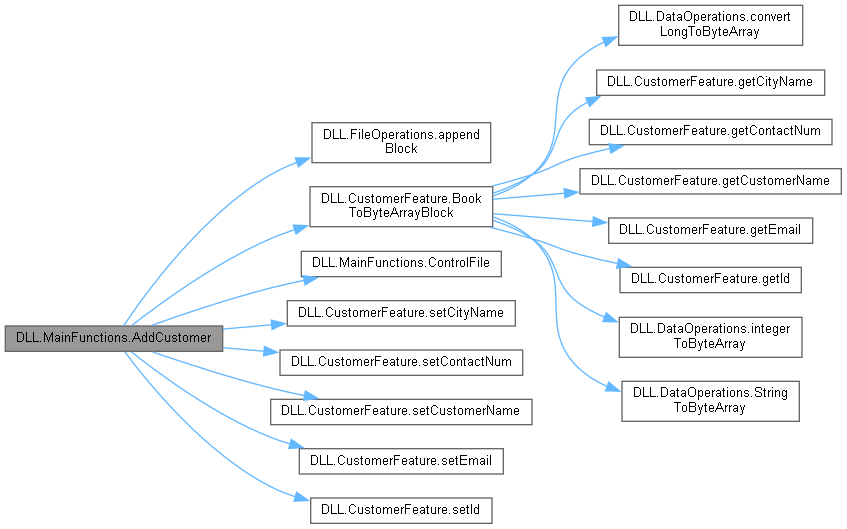 DLL.MainFunctions.AddCustomer
DLL.FileOperations.append
Block
DLL.CustomerFeature.Book
ToByteArrayBlock
DLL.MainFunctions.ControlFile
DLL.CustomerFeature.setCityName
DLL.CustomerFeature.setContactNum
DLL.CustomerFeature.setCustomerName
DLL.CustomerFeature.setEmail
DLL.CustomerFeature.setId
DLL.DataOperations.convert
LongToByteArray
DLL.CustomerFeature.getCityName
DLL.CustomerFeature.getContactNum
DLL.CustomerFeature.getCustomerName
DLL.CustomerFeature.getEmail
DLL.CustomerFeature.getId
DLL.DataOperations.integer
ToByteArray
DLL.DataOperations.String
ToByteArray